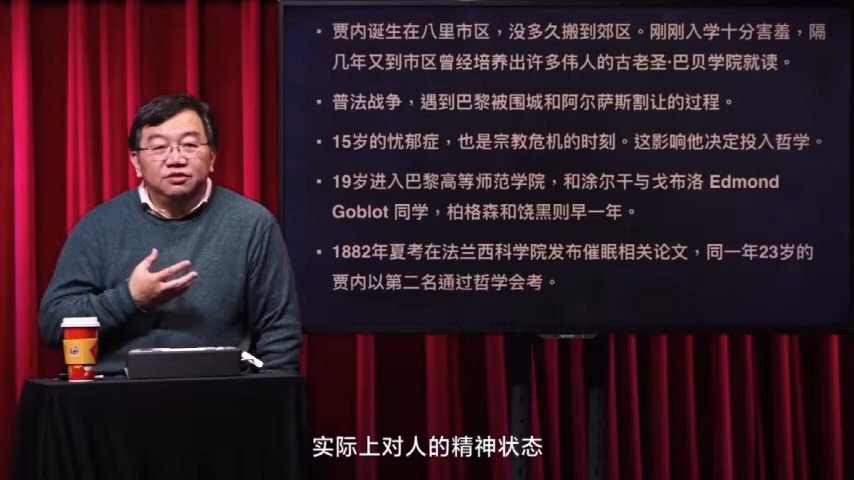 ▪ 贾内诞生在八里市区，没多久搬到郊区。刚刚入学十分害羞，隔
几年又到市区曾经培养出许多伟人的古老圣·巴贝学院就读。
▪ 普法战争，遇到巴黎被围城和阿尔萨斯割让的过程。
▪ 15岁的忧郁症，也是宗教危机的时刻。这影响他决定投入哲学。
▪ 19岁进入巴黎高等师范学院，和涂尔干与戈布洛 Edmond
Goblot 同学，柏格森和饶黑则早一年。
▪ 1882年夏考在法兰西科学院发布催眠相关论文，同一年23岁的
贾内以第二名通过哲学会考。
实际上对人的精神状态